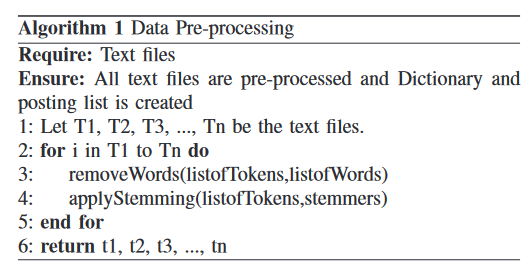 Algorithm 1 Data Pre-processing
Require: Text files
Ensure: All text files are pre-processed and Dictionary and
posting list is created
1: Let T1, T2, T3, ..., Tn be the text files.
2: for i in T1 to Tn do
3: removeWords(listofTokens,listofWords)
4: applyStemming(listofTokens,stemmers)
5: end for
6: return t1, t2, t3, ..., tn